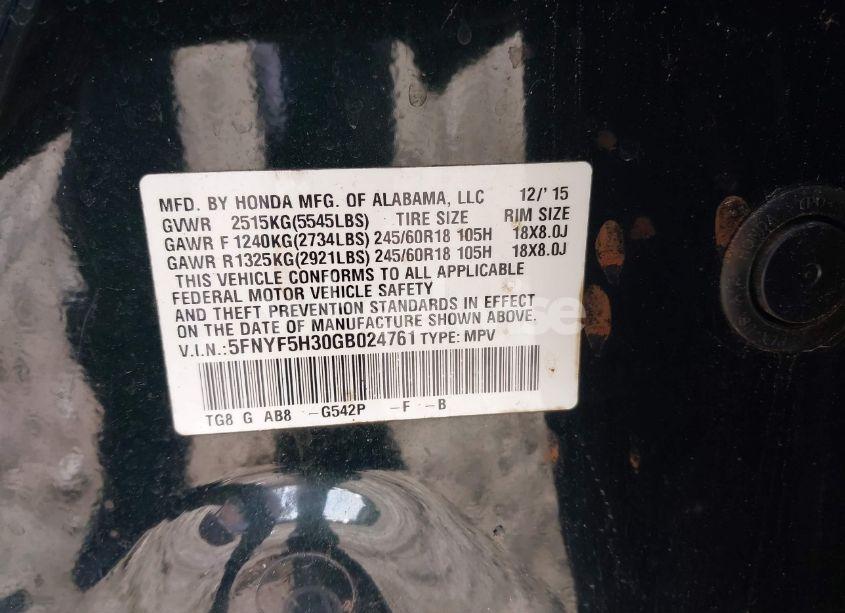 MFD. BY HONDA MFG. OF ALABAMA, LLC 12/'15
GVWR 2515KG(5545LBS) TIRE SIZE RIM SIZE
GAWR F 1240KG(2734LBS) 245/60R18 105H 18X8.0J
GAWR R1325KG(2921LBS) 245/60R18 105H 18X8.0J
THIS VEHICLE CONFORMS TO ALL APPLICABLE
FEDERAL MOTOR VEHICLE SAFETY
AND THEFT PREVENTION STANDARDS IN EFFECT
ON THE DATE OF MANUFACTURE SHOWN ABOVE.
V.I.N.:5FNYF5H30GB024761 TYPE: MPV
TG8 G AB8 -G542P -F -B